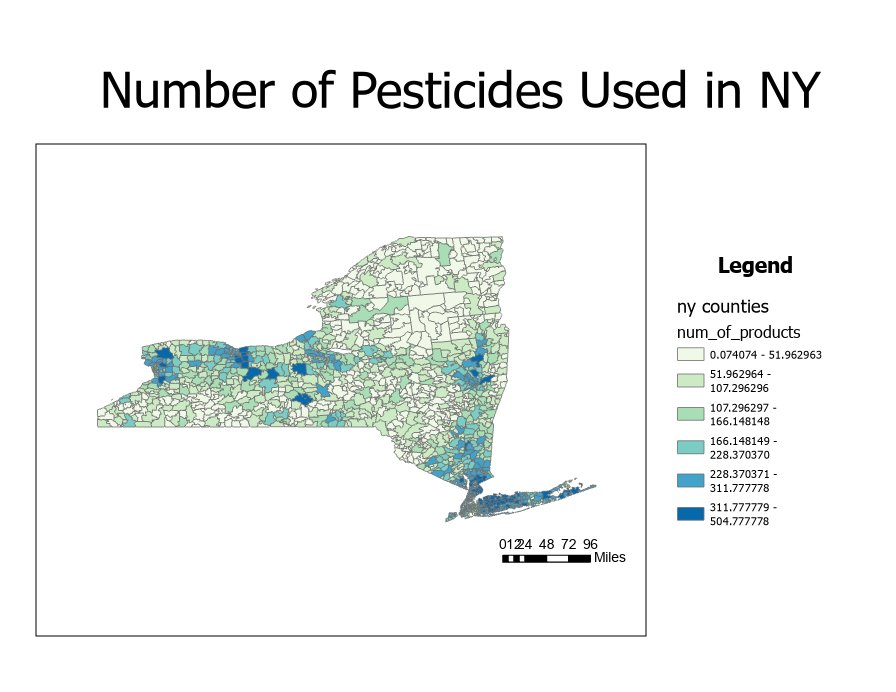 Number of Pesticides Used in NY
Legend
ny counties
num_of_products
0.074074 - 51.962963
51.962964 -
107.296296
107.296297 -
166.148148
166.148149 -
228.370370
228.370371 -
311.777778
311.777779 -
504.777778
01224 48 72 96
Miles